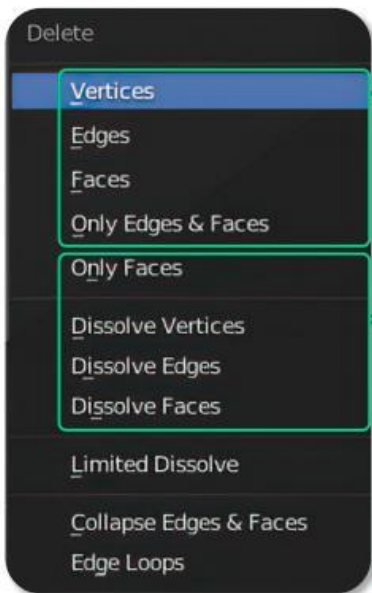 Delete
Vertices
Edges
Faces
Only Edges & Faces
Only Faces
Dissolve Vertices
Dissolve Edges
Dissolve Faces
Limited Dissolve
Collapse Edges & Faces
Edge Loops